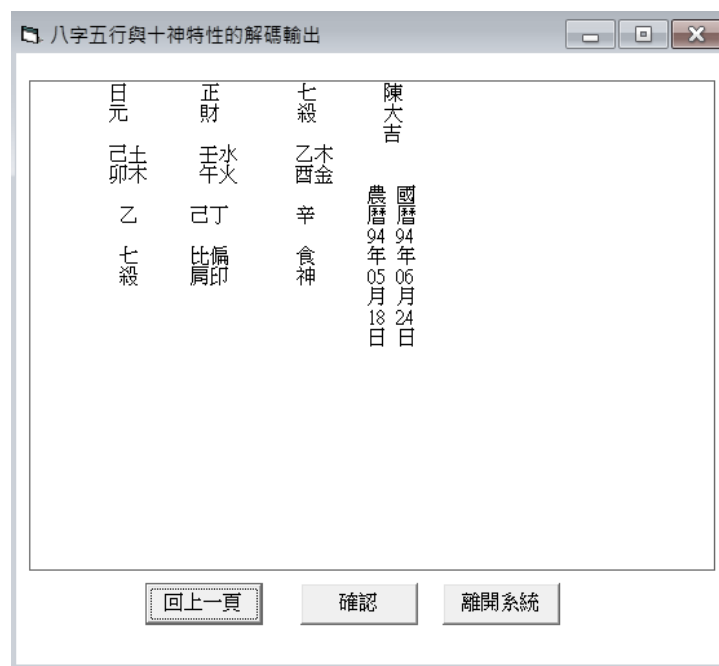 八字五行與十神特性的解碼輸出
陳大吉
國曆94年06月24日
農曆94年05月18日
七殺
乙木
酉金
辛
食神
正財
壬水
午火
己丁
偏印
比肩
日元
己土
卯木
乙
七殺
回上一頁
確認
離開系統